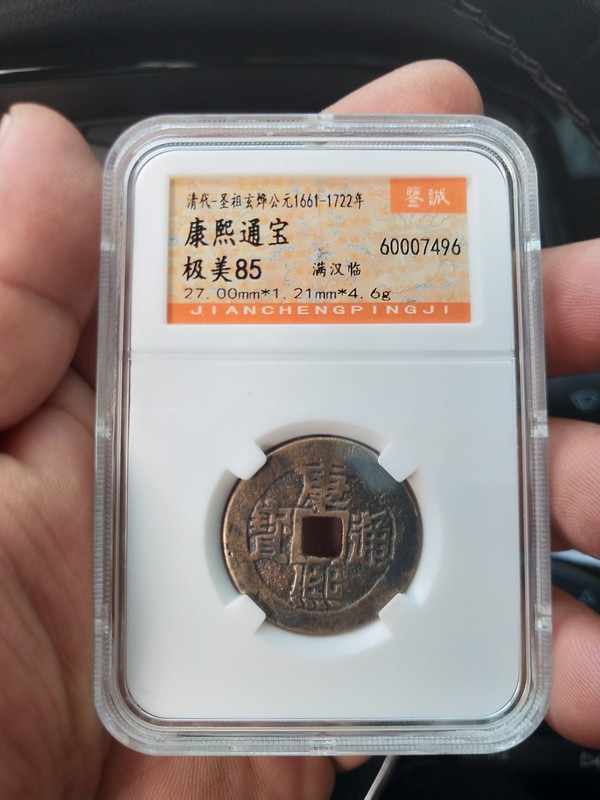 清代-圣祖玄烨公元1661-1722年
鑒誠
康熙通宝
60007496
极美85
满汉临
27.00mm*1.21mm*4.6g
JIANCHENGPINGJI
康
寶 通
熙